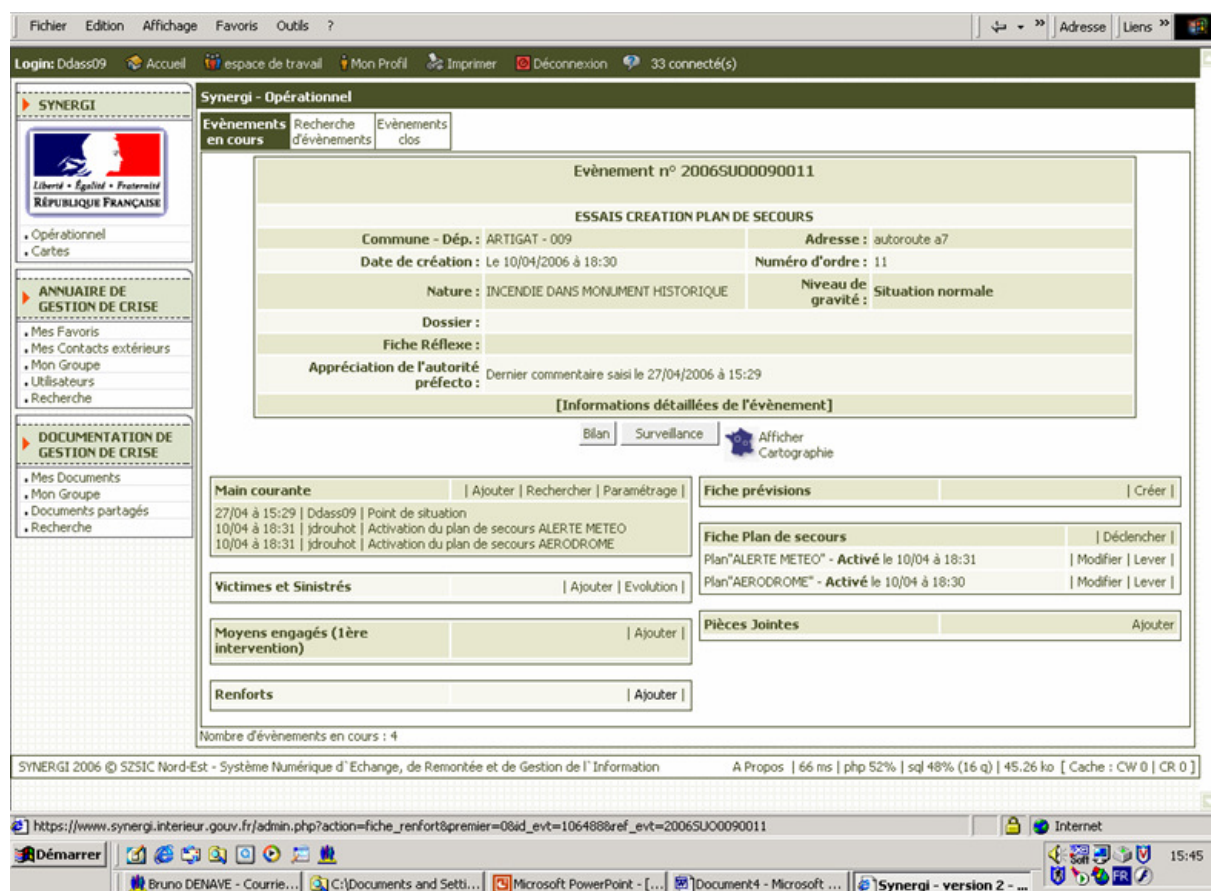 Fichier Edition Affichage Favoris Outils ? » Adresse Liens »
Login: Ddass09 Accueil espace de travail Mon Profil Imprimer Déconnexion 33 connecté(s)
SYNERGI
Liberté • Égalité • Fraternité
RÉPUBLIQUE FRANÇAISE
Opérationnel
Cartes
ANNUAIRE DE
GESTION DE CRISE
Mes Favoris
Mes Contacts extérieurs
Mon Groupe
Utilisateurs
Recherche
DOCUMENTATION DE
GESTION DE CRISE
Mes Documents
Mon Groupe
Documents partagés
Recherche
Synergi - Opérationnel
Evènements en cours
Recherche d'évènements
Evènements clos
Evènement n° 2006SUO0090011
ESSAIS CREATION PLAN DE SECOURS
Commune - Dép. : ARTIGAT - 009 Adresse : autoroute a7
Date de création : Le 10/04/2006 à 18:30 Numéro d'ordre : 11
Nature : INCENDIE DANS MONUMENT HISTORIQUE Niveau de gravité : Situation normale
Dossier :
Fiche Réflexe :
Appréciation de l'autorité préfecto : Dernier commentaire saisi le 27/04/2006 à 15:29
[Informations détaillées de l'évènement]
Bilan Surveillance Afficher Cartographie
Main courante | Ajouter | Rechercher | Paramétrage |
27/04 à 15:29 | Ddass09 | Point de situation
10/04 à 18:31 | jdrouhot | Activation du plan de secours ALERTE METEO
10/04 à 18:31 | jdrouhot | Activation du plan de secours AERODROME
Victimes et Sinistrés | Ajouter | Evolution |
Moyens engagés (1ère intervention) | Ajouter |
Renforts | Ajouter |
Fiche prévisions | Créer |
Fiche Plan de secours | Déclencher |
Plan"ALERTE METEO" - Activé le 10/04 à 18:31 | Modifier | Lever |
Plan"AERODROME" - Activé le 10/04 à 18:30 | Modifier | Lever |
Pièces Jointes Ajouter
Nombre d'évènements en cours : 4
SYNERGI 2006 © SZSIC Nord-Est - Système Numérique d`Echange, de Remontée et de Gestion de l`Information A Propos | 66 ms | php 52% | sql 48% (16 q) | 45.26 ko [ Cache : CW 0 | CR 0 ]
https://www.synergi.interieur.gouv.fr/admin.php?action=fiche_renfort&premier=0&id_evt=106488&ref_evt=2006SUO0090011 Internet
Démarrer FR 15:45
Bruno DENAVE - Courrie... C:\Documents and Setti... Microsoft PowerPoint - [... Document4 - Microsoft ... Synergi - version 2 - ...